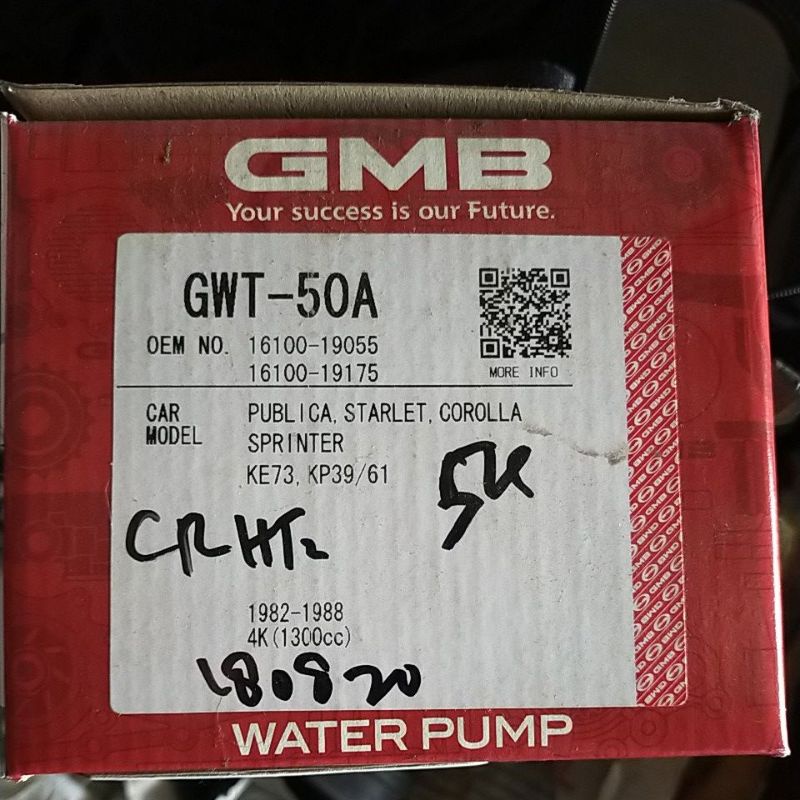 GMB
Your success is our Future.
GWT-50A
OEM NO. 16100-19055
16100-19175
MORE INFO
CAR MODEL
PUBLICA, STARLET, COROLLA
SPRINTER
KE73, KP39/61
5K
1982-1988
4K(1300cc)
180820
WATER PUMP